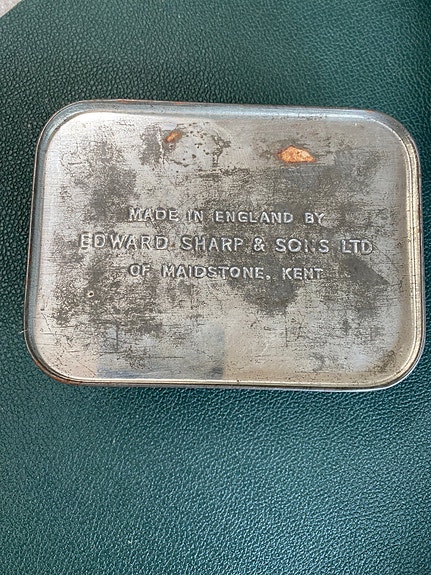 MADE IN ENGLAND BY
EDWARD SHARP & SONS LTD
OF MAIDSTONE, KENT